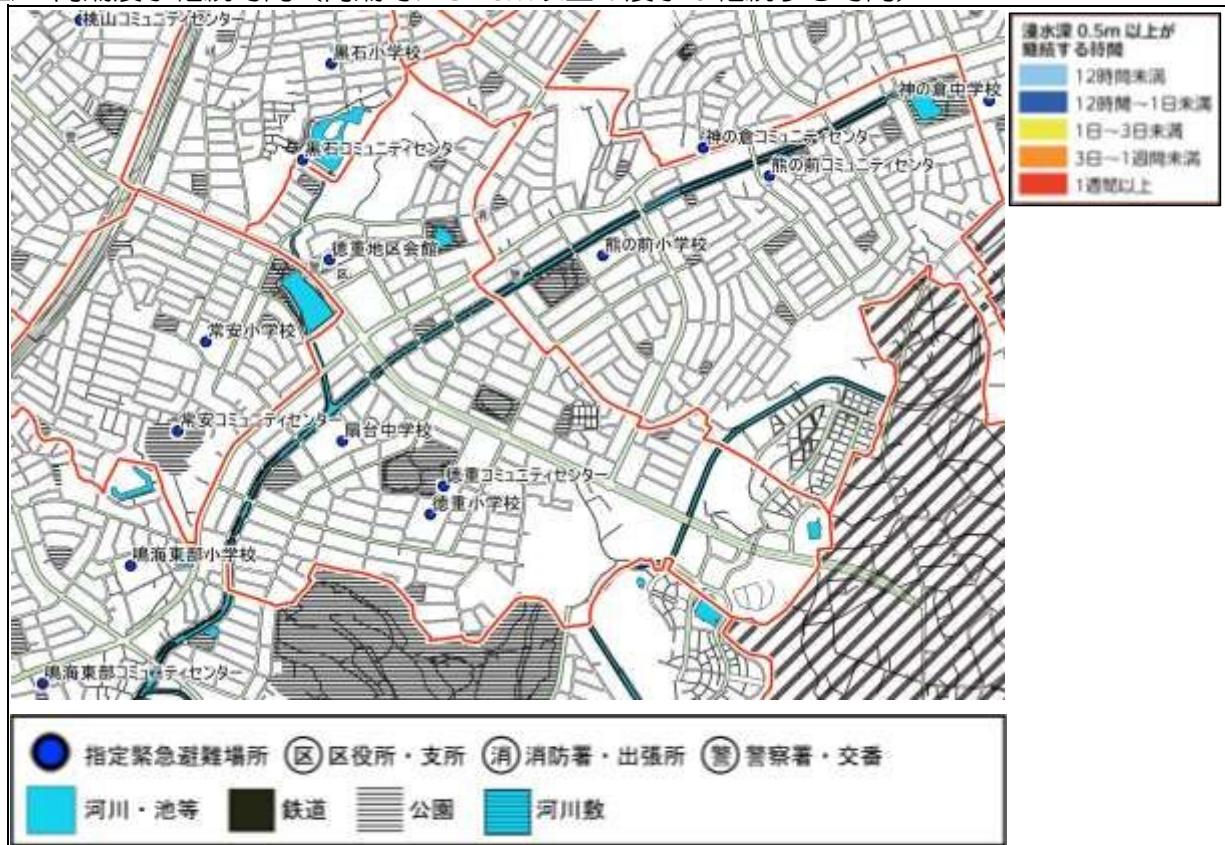 桃山コミュニティセンター
黒石小学校
神の倉中学校
黒石コミュニティセンター
神の倉コミュニティセンター
熊の前コミュニティセンター
消
徳重地区会館
区
熊の前小学校
常安小学校
常安コミュニティセンター
扇台中学校
徳重コミュニティセンター
徳重小学校
鳴海東部小学校
鳴海東部コミュニティセンター
浸水深 0.5m 以上が
継続する時間
12時間未満
12時間～1日未満
1日～3日未満
3日～1週間未満
1週間以上
指定緊急避難場所 区 区役所・支所 消 消防署・出張所 警 警察署・交番
河川・池等 鉄道 公園 河川敷